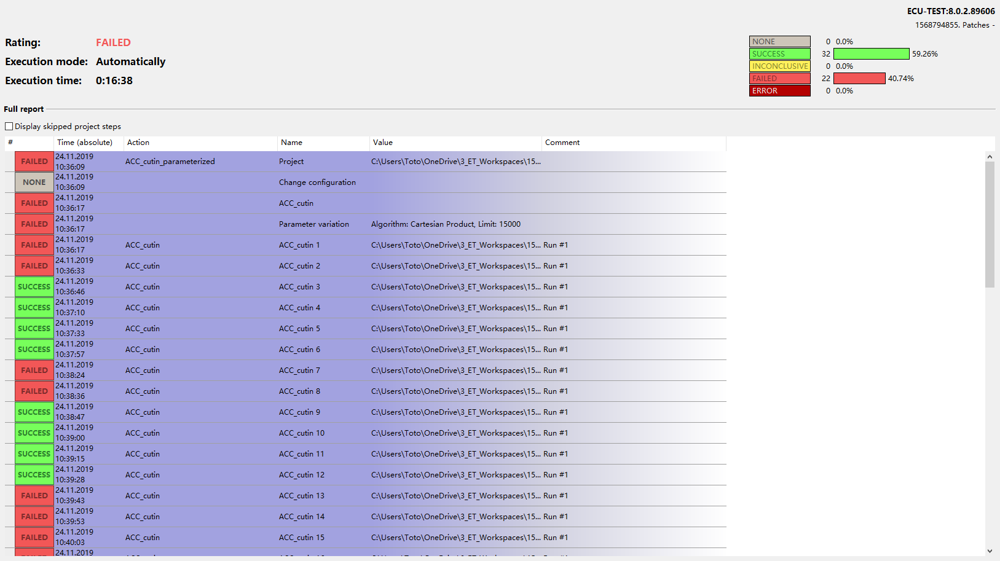 ECU-TEST:8.0.2.89606
1568794855. Patches -
Rating: FAILED
Execution mode: Automatically
Execution time: 0:16:38
NONE 0 0.0%
SUCCESS 32 59.26%
INCONCLUSIVE 0 0.0%
FAILED 22 40.74%
ERROR 0 0.0%
Full report
Display skipped project steps
# Time (absolute) Action Name Value Comment
FAILED 24.11.2019 10:36:09 ACC_cutin_parameterized Project C:\Users\Toto\OneDrive\3_ET_Workspaces\15...
NONE 24.11.2019 10:36:09 Change configuration
FAILED 24.11.2019 10:36:17 ACC_cutin
FAILED 24.11.2019 10:36:17 Parameter variation Algorithm: Cartesian Product, Limit: 15000
FAILED 24.11.2019 10:36:17 ACC_cutin ACC_cutin 1 C:\Users\Toto\OneDrive\3_ET_Workspaces\15... Run #1
FAILED 24.11.2019 10:36:33 ACC_cutin ACC_cutin 2 C:\Users\Toto\OneDrive\3_ET_Workspaces\15... Run #1
SUCCESS 24.11.2019 10:36:46 ACC_cutin ACC_cutin 3 C:\Users\Toto\OneDrive\3_ET_Workspaces\15... Run #1
SUCCESS 24.11.2019 10:37:10 ACC_cutin ACC_cutin 4 C:\Users\Toto\OneDrive\3_ET_Workspaces\15... Run #1
SUCCESS 24.11.2019 10:37:33 ACC_cutin ACC_cutin 5 C:\Users\Toto\OneDrive\3_ET_Workspaces\15... Run #1
SUCCESS 24.11.2019 10:37:57 ACC_cutin ACC_cutin 6 C:\Users\Toto\OneDrive\3_ET_Workspaces\15... Run #1
FAILED 24.11.2019 10:38:24 ACC_cutin ACC_cutin 7 C:\Users\Toto\OneDrive\3_ET_Workspaces\15... Run #1
FAILED 24.11.2019 10:38:36 ACC_cutin ACC_cutin 8 C:\Users\Toto\OneDrive\3_ET_Workspaces\15... Run #1
SUCCESS 24.11.2019 10:38:47 ACC_cutin ACC_cutin 9 C:\Users\Toto\OneDrive\3_ET_Workspaces\15... Run #1
SUCCESS 24.11.2019 10:39:00 ACC_cutin ACC_cutin 10 C:\Users\Toto\OneDrive\3_ET_Workspaces\15... Run #1
SUCCESS 24.11.2019 10:39:15 ACC_cutin ACC_cutin 11 C:\Users\Toto\OneDrive\3_ET_Workspaces\15... Run #1
SUCCESS 24.11.2019 10:39:28 ACC_cutin ACC_cutin 12 C:\Users\Toto\OneDrive\3_ET_Workspaces\15... Run #1
FAILED 24.11.2019 10:39:43 ACC_cutin ACC_cutin 13 C:\Users\Toto\OneDrive\3_ET_Workspaces\15... Run #1
FAILED 24.11.2019 10:39:53 ACC_cutin ACC_cutin 14 C:\Users\Toto\OneDrive\3_ET_Workspaces\15... Run #1
FAILED 24.11.2019 10:40:03 ACC_cutin ACC_cutin 15 C:\Users\Toto\OneDrive\3_ET_Workspaces\15... Run #1
24.11.2019